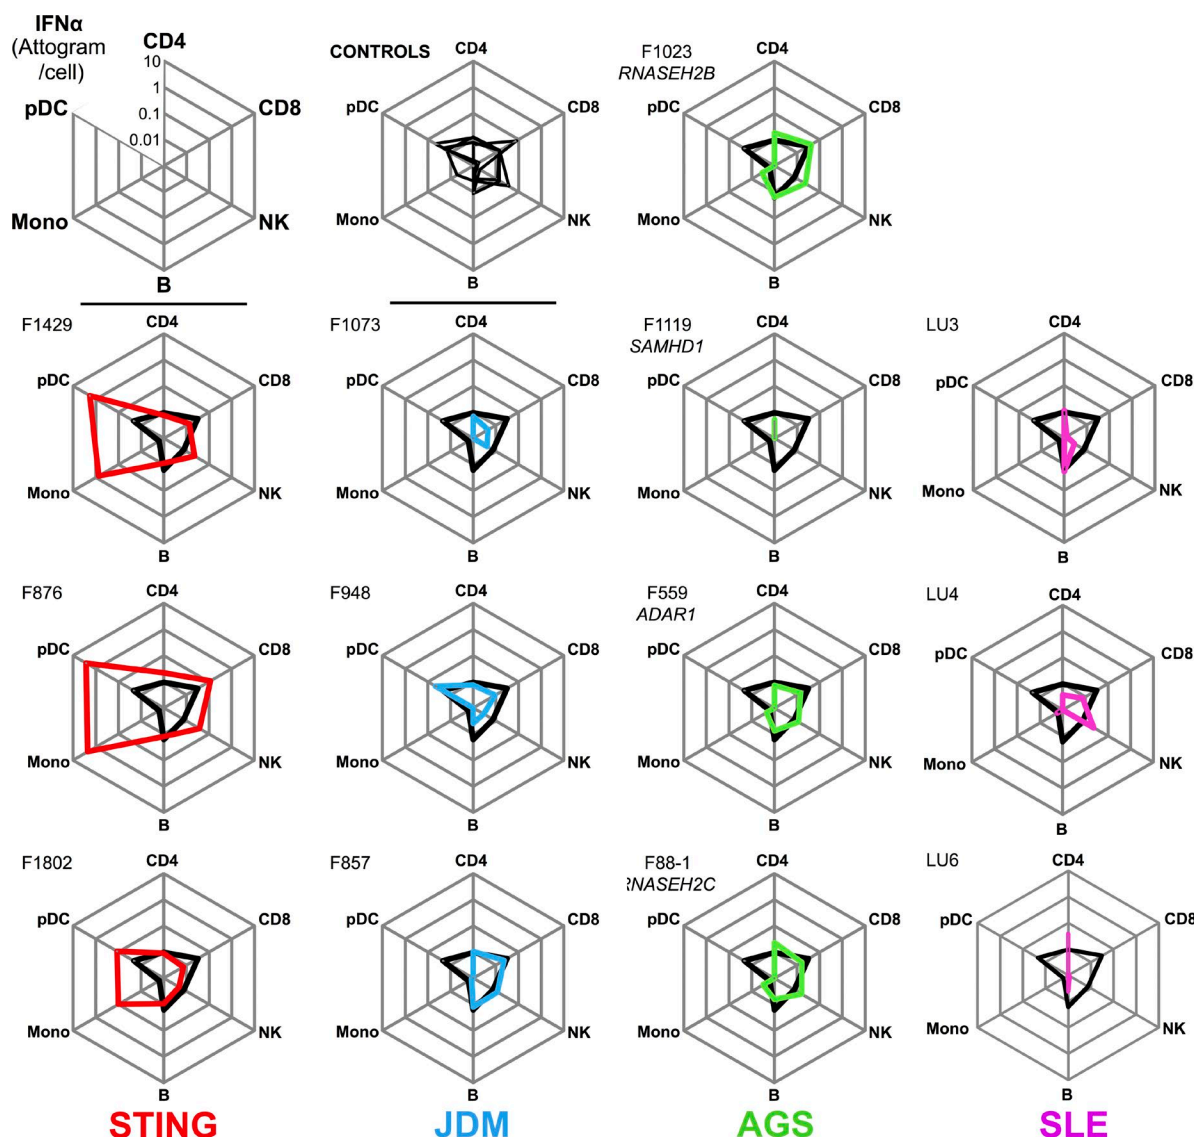 IFNα
(Attogram
/cell)
CD4
10
1
0.1
0.01
pDC
CD8
Mono
NK
B
CONTROLS
CD4
pDC
CD8
Mono
NK
B
F1023
RNASEH2B
CD4
pDC
CD8
Mono
NK
B
F1429
CD4
pDC
CD8
Mono
NK
B
F1073
CD4
pDC
CD8
Mono
NK
B
F1119
SAMHD1
CD4
pDC
CD8
Mono
NK
B
LU3
CD4
pDC
CD8
Mono
NK
B
F876
CD4
pDC
CD8
Mono
NK
B
F948
CD4
pDC
CD8
Mono
NK
B
F559
ADAR1
CD4
pDC
CD8
Mono
NK
B
LU4
CD4
pDC
CD8
Mono
NK
B
F1802
CD4
pDC
CD8
Mono
NK
B
F857
CD4
pDC
CD8
Mono
NK
B
F88-1
RNASEH2C
CD4
pDC
CD8
Mono
NK
B
LU6
CD4
pDC
CD8
Mono
NK
B
STING
JDM
AGS
SLE